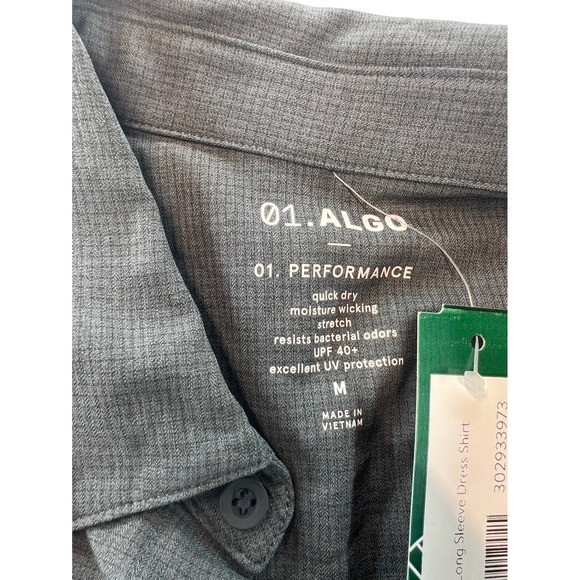 01.ALGO
01. PERFORMANCE
quick dry
moisture wicking
stretch
resists bacterial odors
UPF 40+
excellent UV protection
M
MADE IN
VIETNAM
Long Sleeve Dress Shirt
302933973